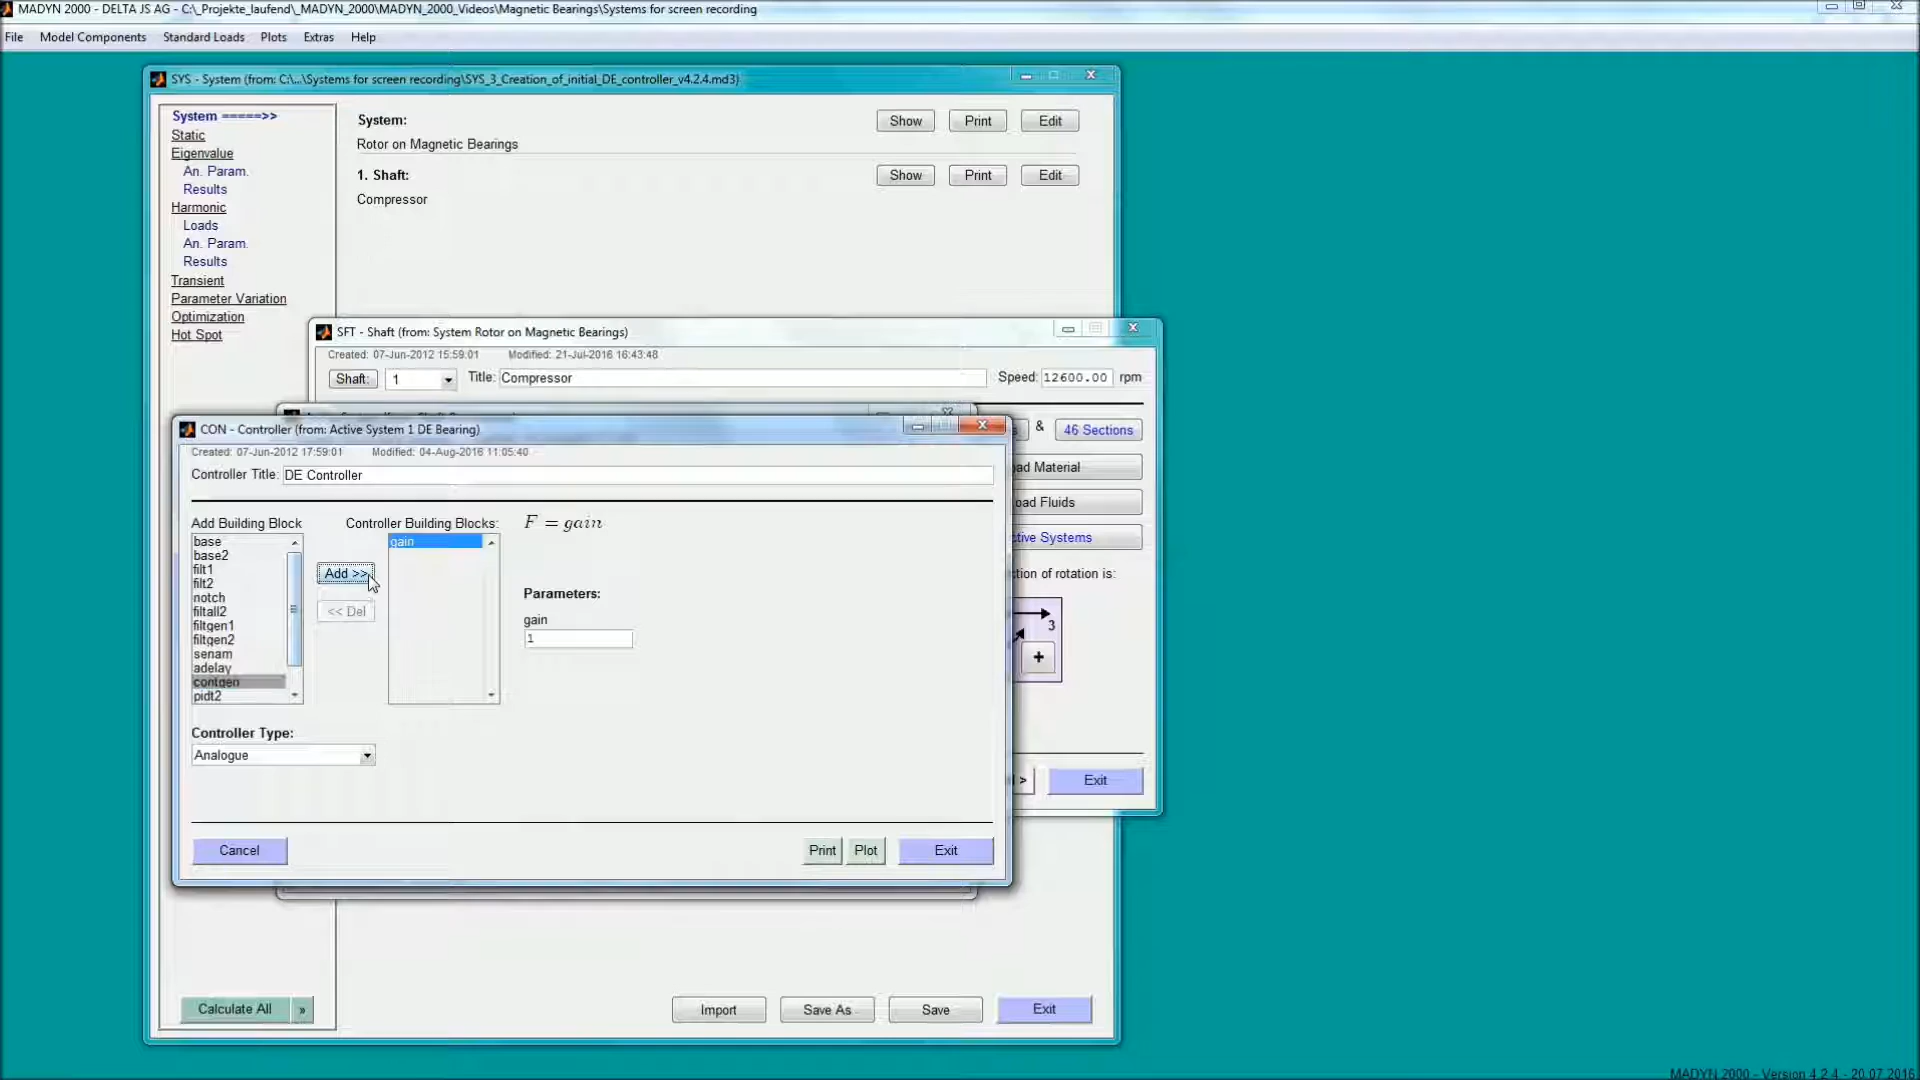 MADYN 2000 - DELTA JS AG - C:\_Projekte_laufend\_MADYN_2000\MADYN_2000_Videos\Magnetic Bearings\Systems for screen recording
File Model Components Standard Loads Plots Extras Help
SYS - System (from: C:\...\Systems for screen recording\SYS_3_Creation_of_initial_DE_controller_v4.2.4.md3)
System =====>>
Static
Eigenvalue
An. Param.
Results
Harmonic
Loads
An. Param.
Results
Transient
Parameter Variation
Optimization
Hot Spot
System: Show Print Edit
Rotor on Magnetic Bearings
1. Shaft: Show Print Edit
Compressor
SFT - Shaft (from: System Rotor on Magnetic Bearings)
Created: 07-Jun-2012 15:59:01 Modified: 21-Jul-2016 16:43:48
Shaft: 1 Title: Compressor Speed: 12600.00 rpm
s & 46 Sections
ad Material
oad Fluids
ctive Systems
ction of rotation is:
3
+
>
Exit
CON - Controller (from: Active System 1 DE Bearing)
Created: 07-Jun-2012 17:59:01 Modified: 04-Aug-2016 11:05:40
Controller Title: DE Controller
Add Building Block
base
base2
filt1
filt2
notch
filtall2
filtgen1
filtgen2
senam
adelay
contgen
pidt2
Add >>
<< Del
Controller Building Blocks:
gain
F = gain
Parameters:
gain
1
Controller Type:
Analogue
Cancel Print Plot Exit
Calculate All » Import Save As Save Exit
MADYN 2000 - Version 4.2.4 - 20.07.2016